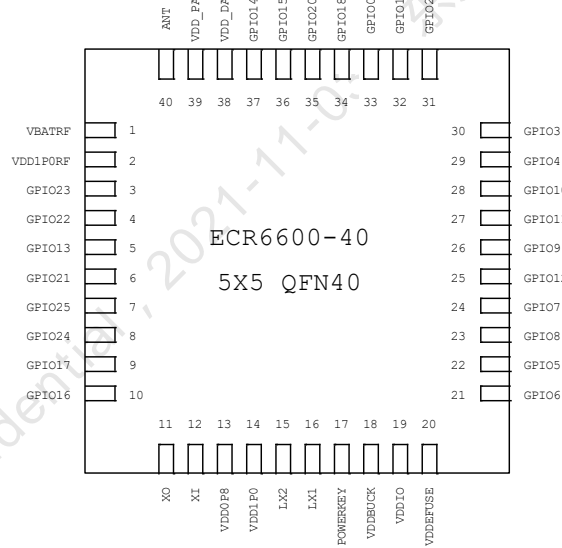 ANT
GPIO14
GPIO15
GPIO20
GPIO18
40 39 38 37 36 35 34 33 32 31
VBATRF 1
VDD1P0RF 2
GPIO23 3
GPIO22 4
GPIO13 5
GPIO21 6
GPIO25 7
GPIO24 8
GPIO17 9
GPIO16 10
ECR6600-40
5X5 QFN40
30 GPIO3
29 GPIO4
28
27
26 GPIO9
25
24 GPIO7
23 GPIO8
22 GPIO5
21 GPIO6
11 12 13 14 15 16 17 18 19 20
XO
XI
VDD0P8
VDD1P0
LX2
LX1
POWERKEY
VDDBUCK
VDDIO
VDDEFUSE